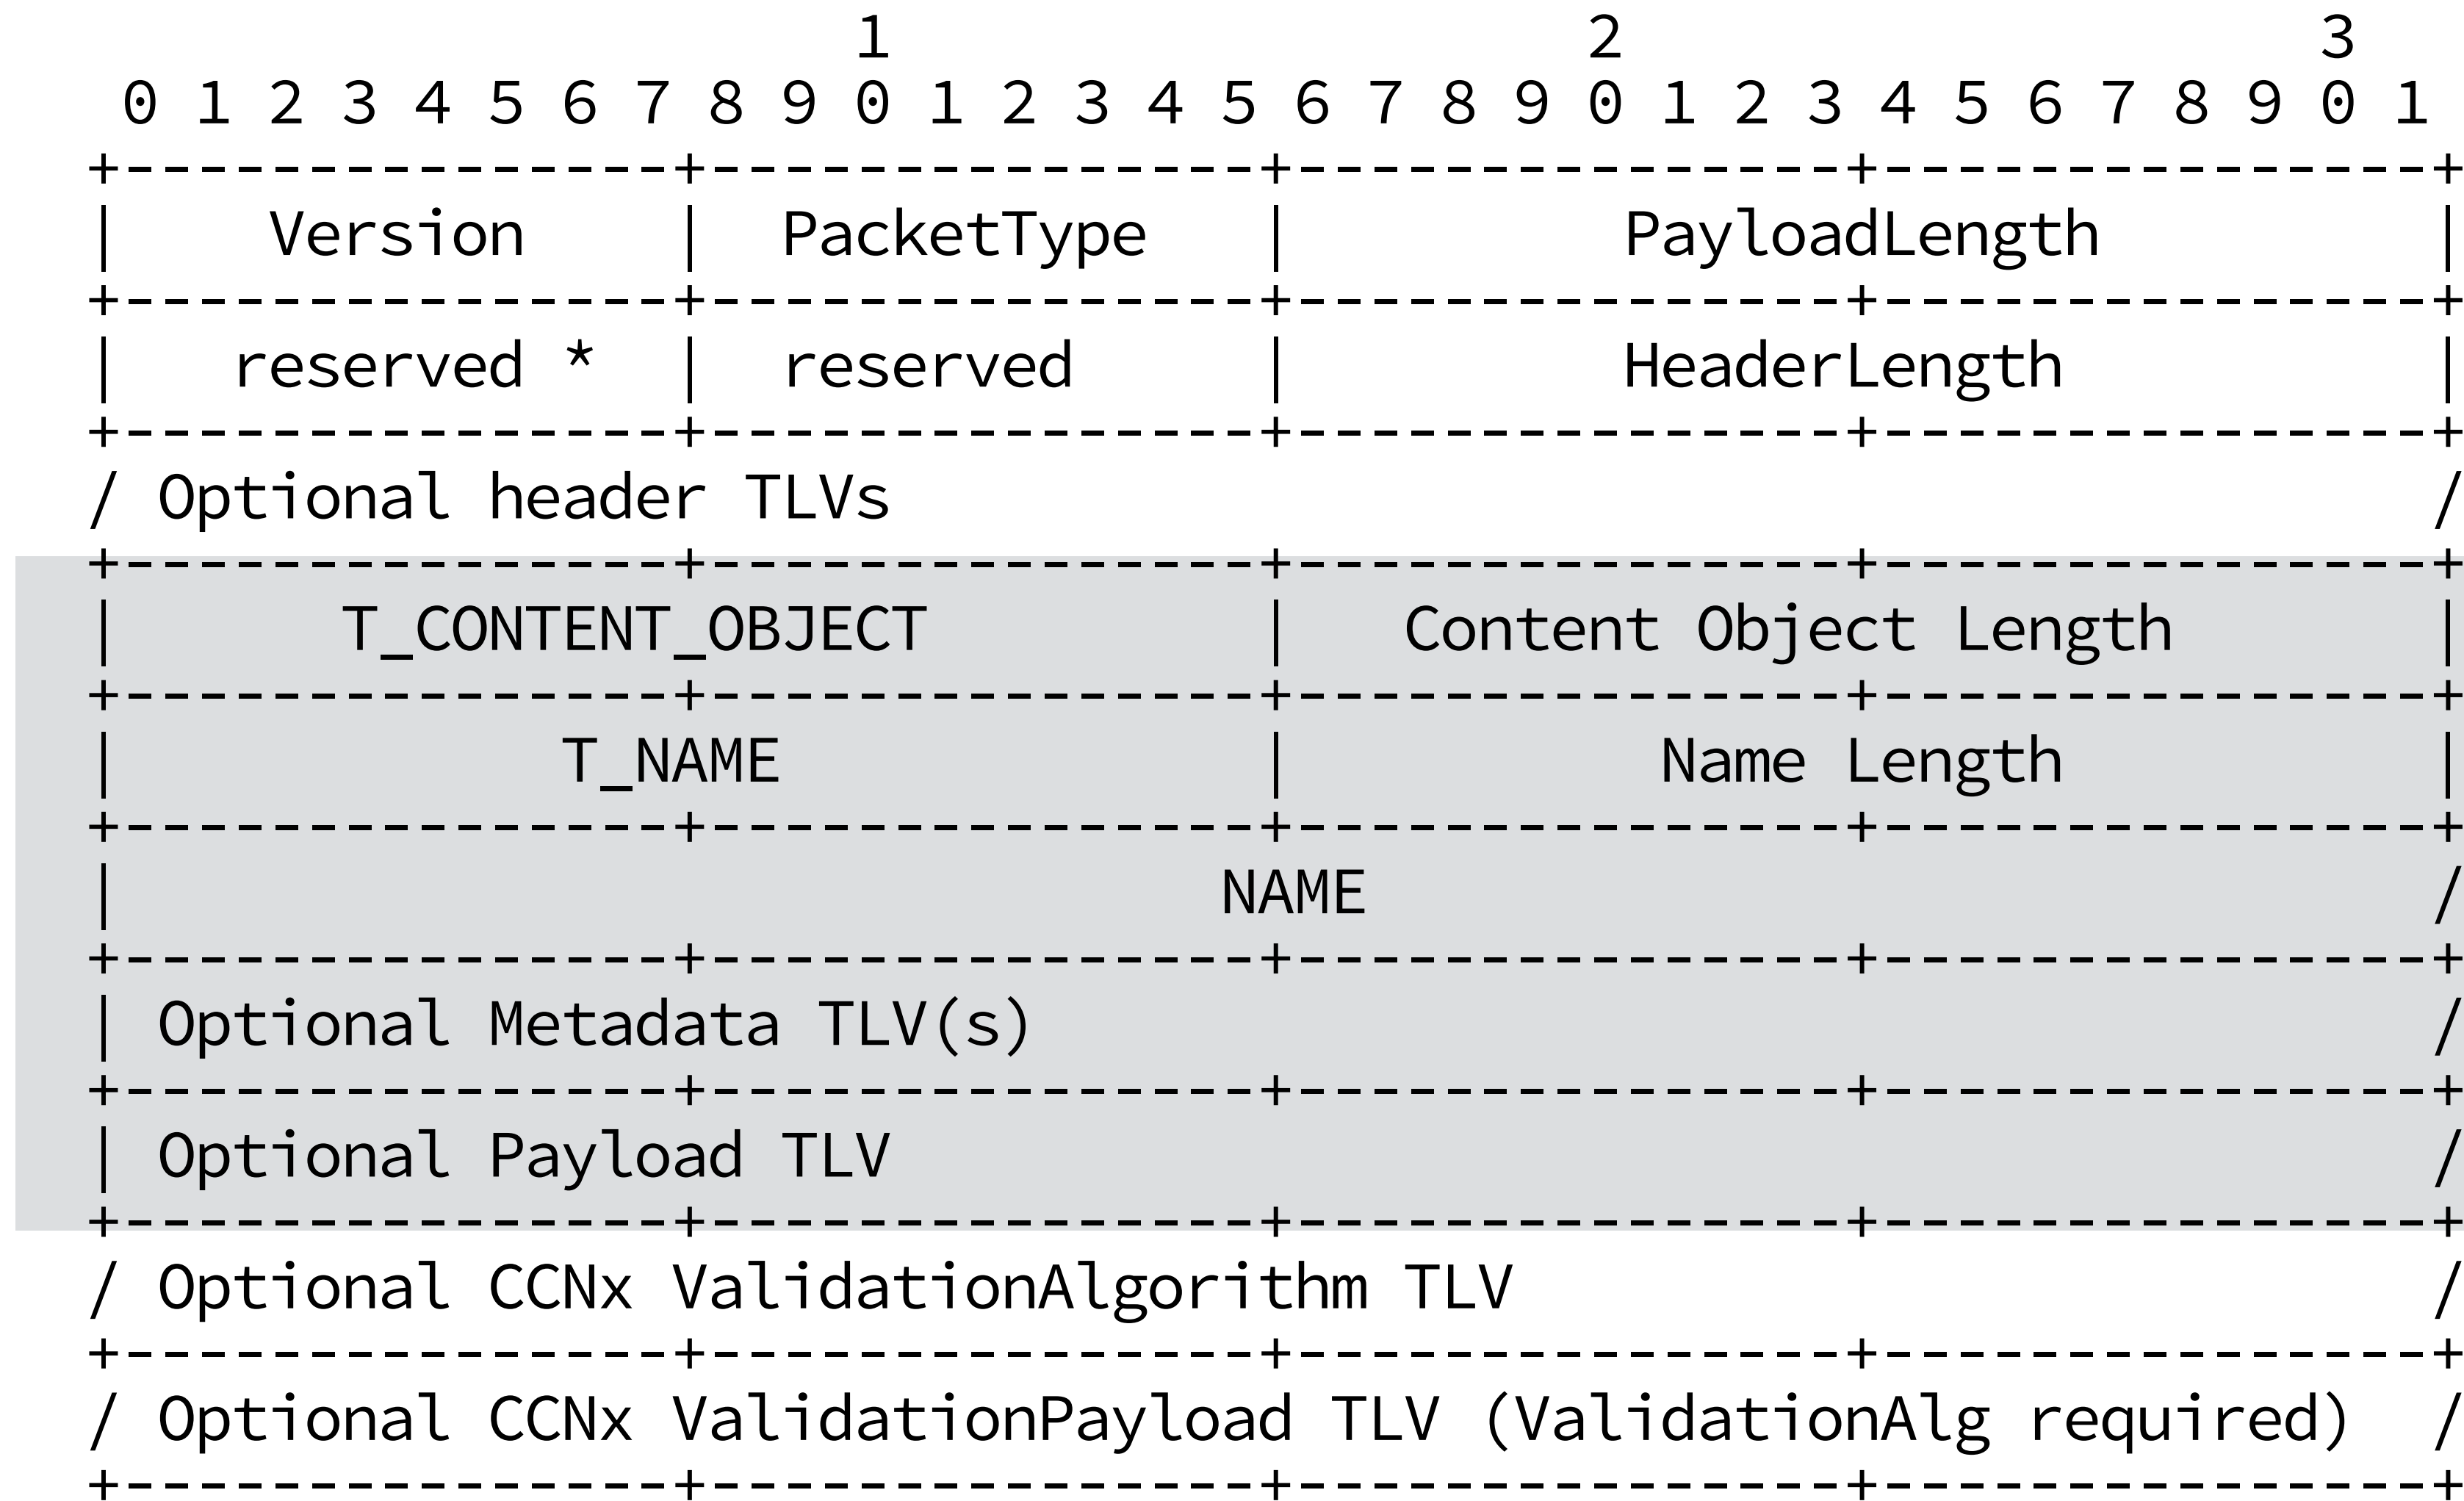 1                   2                   3
 0 1 2 3 4 5 6 7 8 9 0 1 2 3 4 5 6 7 8 9 0 1 2 3 4 5 6 7 8 9 0 1
+---------------+---------------+---------------+---------------+
|    Version    |  PacketType   |         PayloadLength         |
+---------------+---------------+---------------+---------------+
|   reserved *  |  reserved     |         HeaderLength          |
+---------------+---------------+---------------+---------------+
/ Optional header TLVs                                          /
+---------------+---------------+---------------+---------------+
|      T_CONTENT_OBJECT         |   Content Object Length       |
+---------------+---------------+---------------+---------------+
|            T_NAME             |          Name Length          |
+---------------+---------------+---------------+---------------+
|                              NAME                             /
+---------------+---------------+---------------+---------------+
| Optional Metadata TLV(s)                                      /
+---------------+---------------+---------------+---------------+
| Optional Payload TLV                                          /
+---------------+---------------+---------------+---------------+
/ Optional CCNx ValidationAlgorithm TLV                         /
+---------------+---------------+---------------+---------------+
/ Optional CCNx ValidationPayload TLV (ValidationAlg required)  /
+---------------+---------------+---------------+---------------+